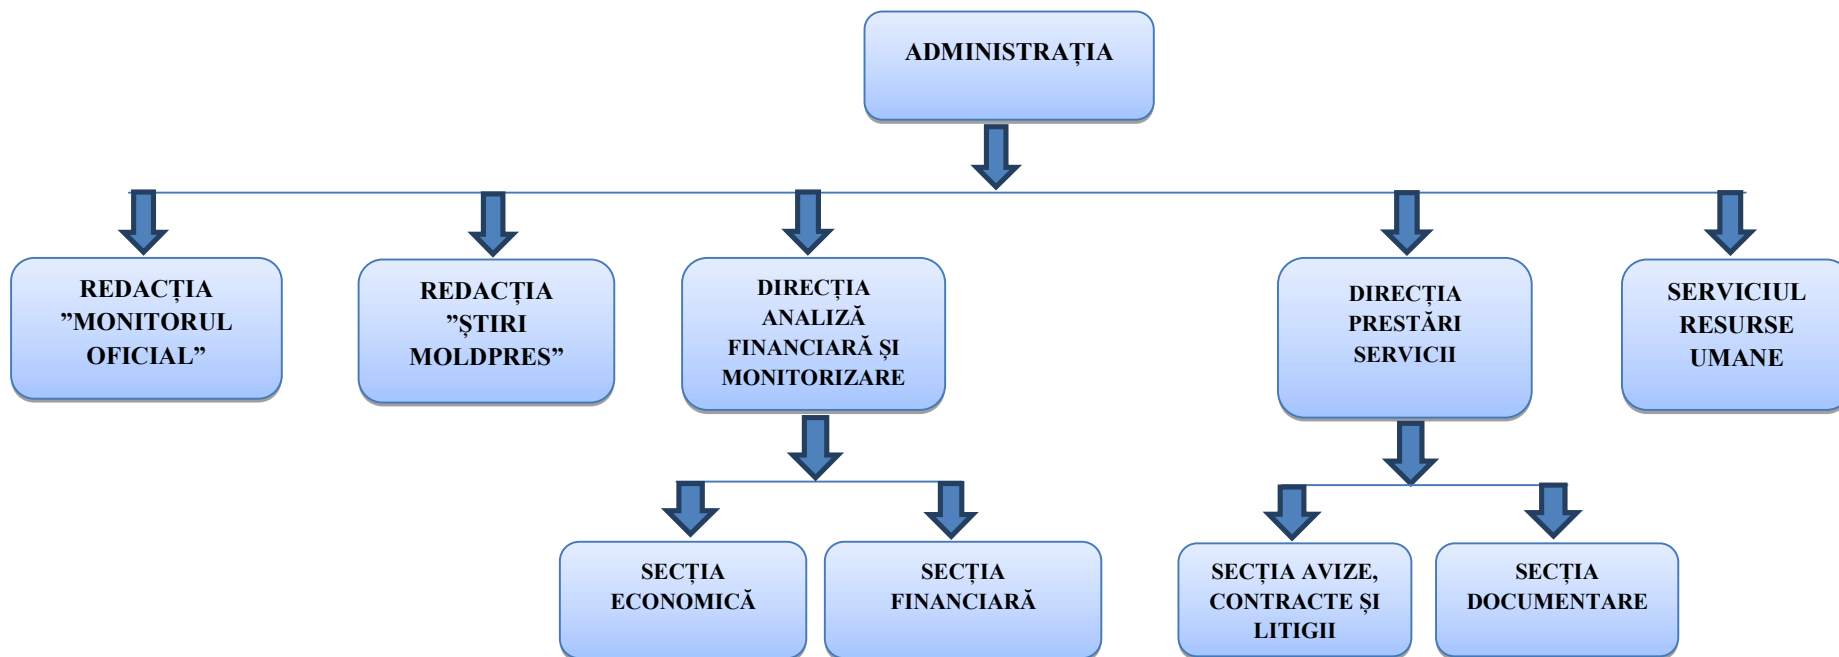 ADMINISTRAȚIA
REDACȚIA
”MONITORUL
OFICIAL”
REDACȚIA
”ȘTIRI
MOLDPRES”
DIRECȚIA
ANALIZĂ
FINANCIARĂ ȘI
MONITORIZARE
DIRECȚIA
PRESTĂRI
SERVICII
SERVICIUL
RESURSE
UMANE
SECȚIA
ECONOMICĂ
SECȚIA
FINANCIARĂ
SECȚIA AVIZE,
CONTRACTE ȘI
LITIGII
SECȚIA
DOCUMENTARE